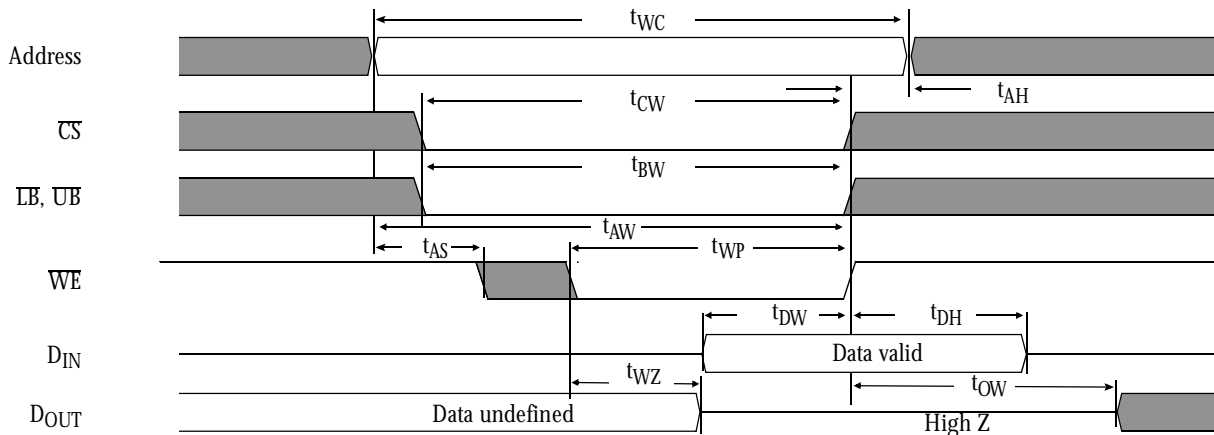 tWC
Address
tCW
tAH
CS
tBW
LB, UB
tAW
tAS
tWP
WE
tDW
tDH
DIN
Data valid
tWZ
tOW
DOUT
Data undefined
High Z